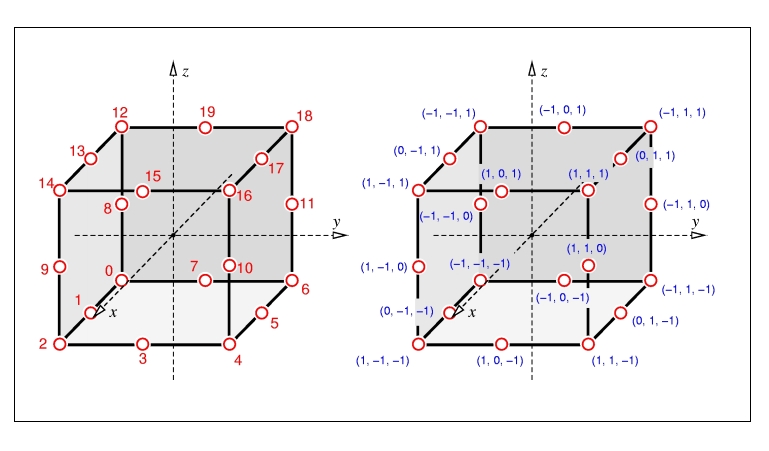 z
z
12 19 18
(-1, -1, 1) (-1, 0, 1) (-1, 1, 1)
13 17
(0, -1, 1) (0, 1, 1)
14 15 16
(1, -1, 1) (1, 0, 1) (1, 1, 1)
8 11
(-1, -1, 0) (-1, 1, 0)
y
y
9 0 7 10 6
(1, -1, 0) (-1, -1, -1) (1, 1, 0)
(-1, 0, -1) (-1, 1, -1)
1 x 5
(0, -1, -1) x (0, 1, -1)
2 3 4
(1, -1, -1) (1, 0, -1) (1, 1, -1)